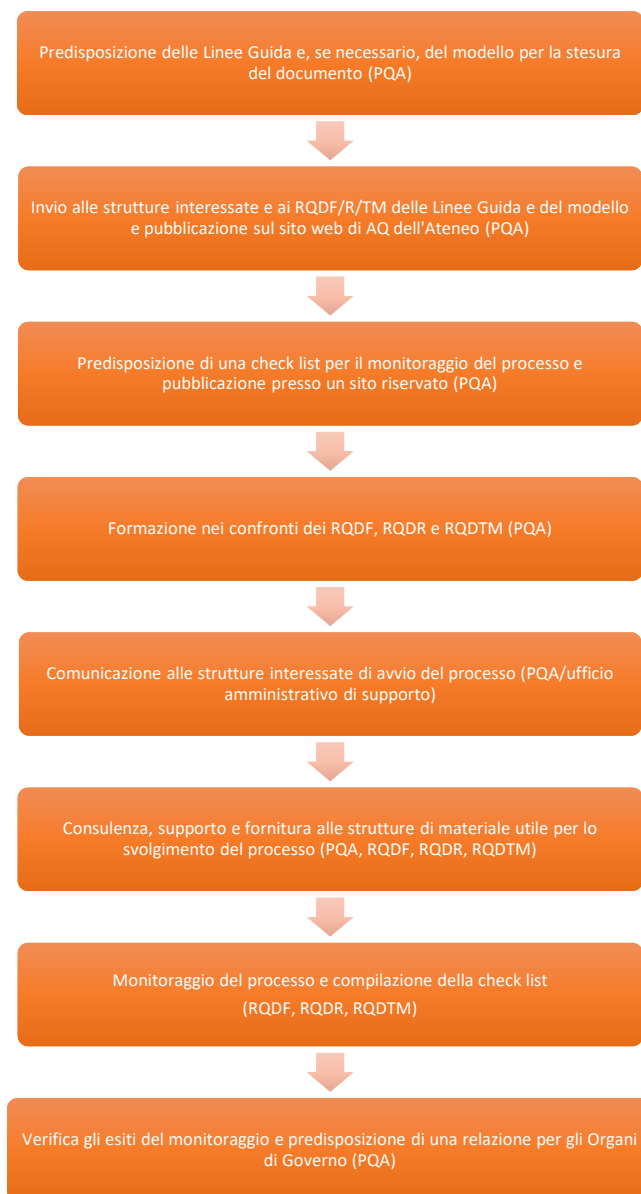 Predisposizione delle Linee Guida e, se necessario, del modello per la stesura
del documento (PQA)
Invio alle strutture interessate e ai RQDF/R/TM delle Linee Guida e del modello
e pubblicazione sul sito web di AQ dell'Ateneo (PQA)
Predisposizione di una check list per il monitoraggio del processo e
pubblicazione presso un sito riservato (PQA)
Formazione nei confronti dei RQDF, RQDR e RQDTM (PQA)
Comunicazione alle strutture interessate di avvio del processo (PQA/ufficio
amministrativo di supporto)
Consulenza, supporto e fornitura alle strutture di materiale utile per lo
svolgimento del processo (PQA, RQDF, RQDR, RQDTM)
Monitoraggio del processo e compilazione della check list
(RQDF, RQDR, RQDTM)
Verifica gli esiti del monitoraggio e predisposizione di una relazione per gli Organi
di Governo (PQA)